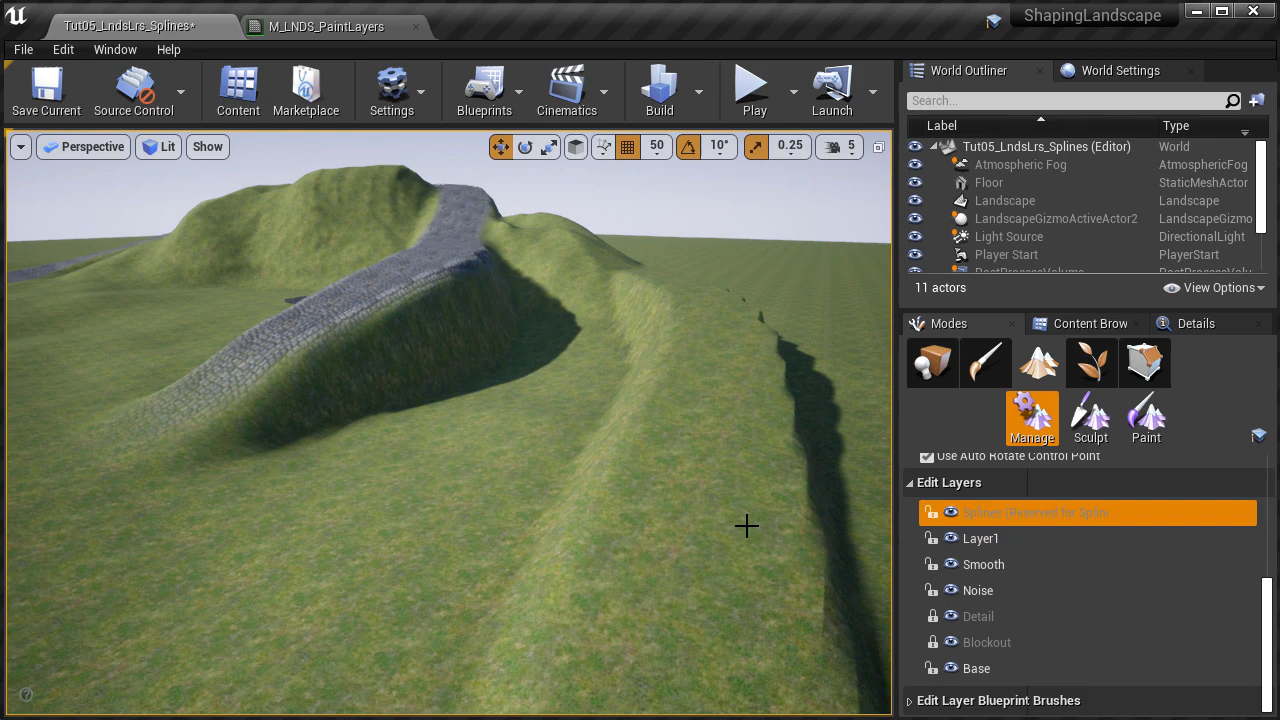 Tut05_LndsLrs_Splines*
M_LNDS_PaintLayers
ShapingLandscape
File Edit Window Help
Save Current
Source Control
Content
Marketplace
Settings
Blueprints
Cinematics
Build
Play
Launch
Perspective
Lit
Show
50
10°
0.25
5
World Outliner
World Settings
Search...
Label Type
Tut05_LndsLrs_Splines (Editor) World
Atmospheric Fog AtmosphericFog
Floor StaticMeshActor
Landscape Landscape
LandscapeGizmoActiveActor2 LandscapeGizmo
Light Source DirectionalLight
Player Start PlayerStart
PostProcessVolume PostProcessVolu
11 actors
View Options
Modes
Content Brow
Details
Manage
Sculpt
Paint
Use Auto Rotate Control Point
Edit Layers
Splines (Reserved for Splin
Layer1
Smooth
Noise
Detail
Blockout
Base
Edit Layer Blueprint Brushes